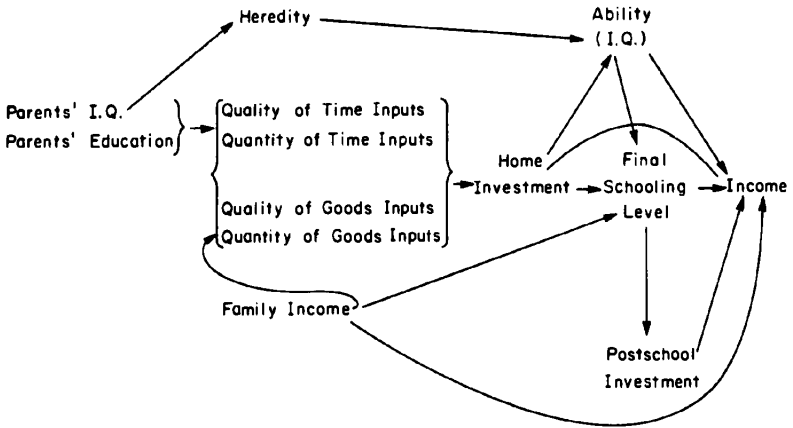 Heredity
Ability
(I.Q.)
Parents' I.Q.
Parents' Education
Quality of Time Inputs
Quantity of Time Inputs
Quality of Goods Inputs
Quantity of Goods Inputs
Home
Investment
Final
Schooling
Level
Income
Family Income
Postschool
Investment